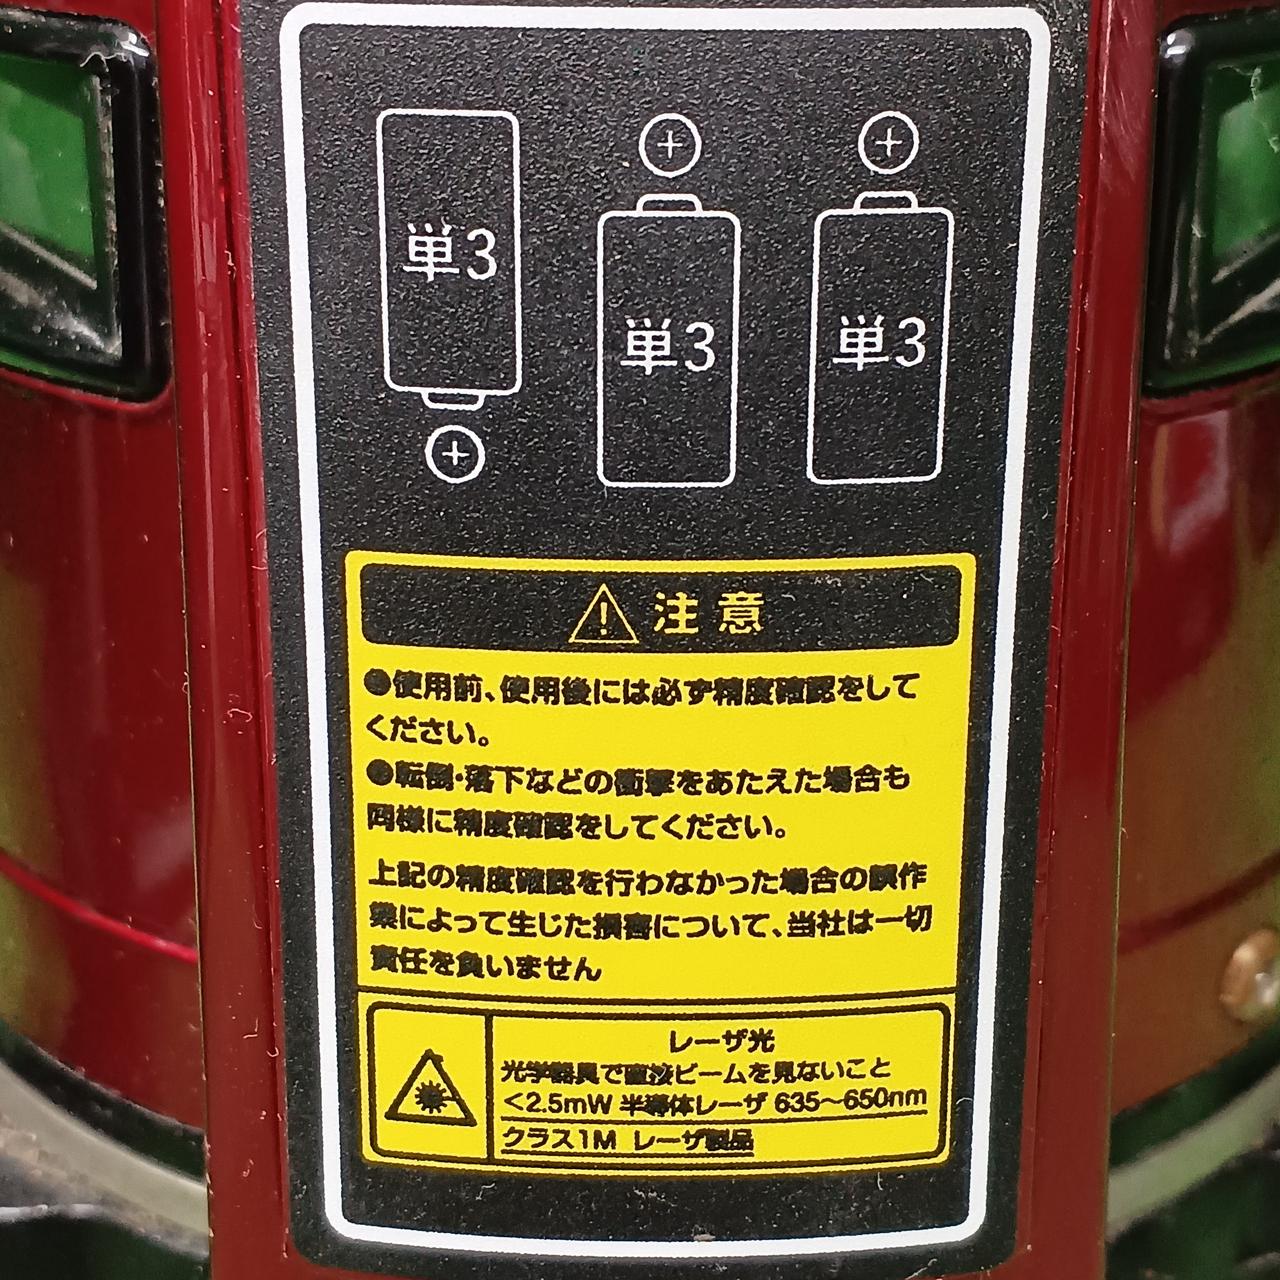 + +
単3 単3 単3
+
注意
●使用前、使用後には必ず精度確認をして
ください。
●転倒・落下などの衝撃をあたえた場合も
同様に精度確認をしてください。
上記の精度確認を行わなかった場合の誤作
業によって生じた損害について、当社は一切
責任を負いません
レーザ光
光学器具で直接ビームを見ないこと
<2.5mW 半導体レーザ 635〜650nm
クラス1M レーザ製品